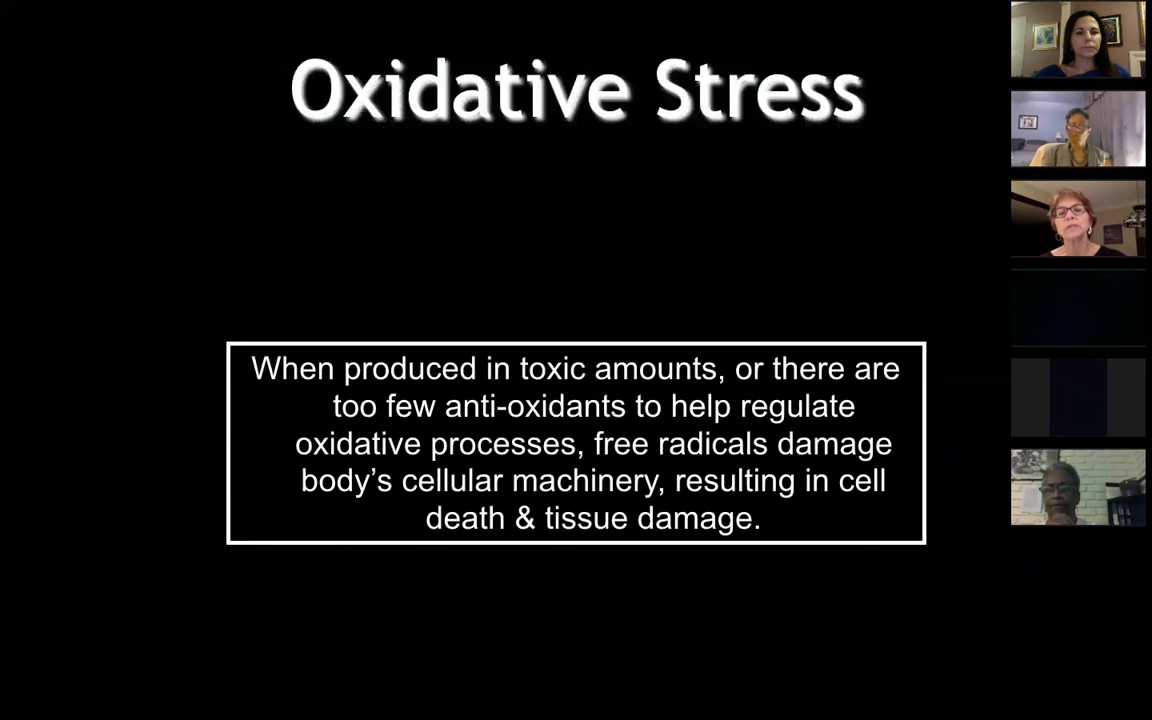 Oxidative Stress
When produced in toxic amounts, or there are
too few anti-oxidants to help regulate
oxidative processes, free radicals damage
body’s cellular machinery, resulting in cell
death & tissue damage.